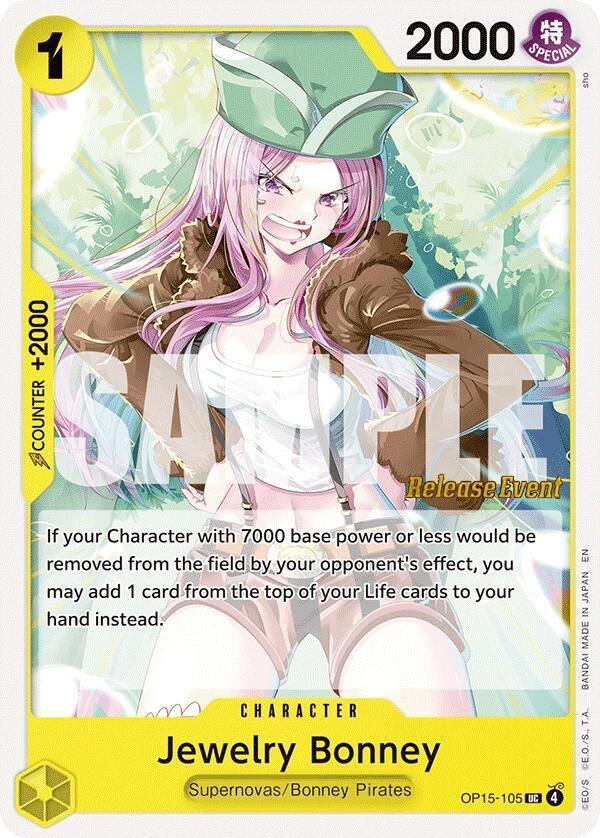 1
2000
特
SPECIAL
sho
COUNTER +2000
SAMPLE
Release Event
If your Character with 7000 base power or less would be
removed from the field by your opponent's effect, you
may add 1 card from the top of your Life cards to your
hand instead.
CHARACTER
Jewelry Bonney
Supernovas/Bonney Pirates
OP15-105 UC 4
©EO/S ©E.O./S., T.A. BANDAI MADE IN JAPAN EN